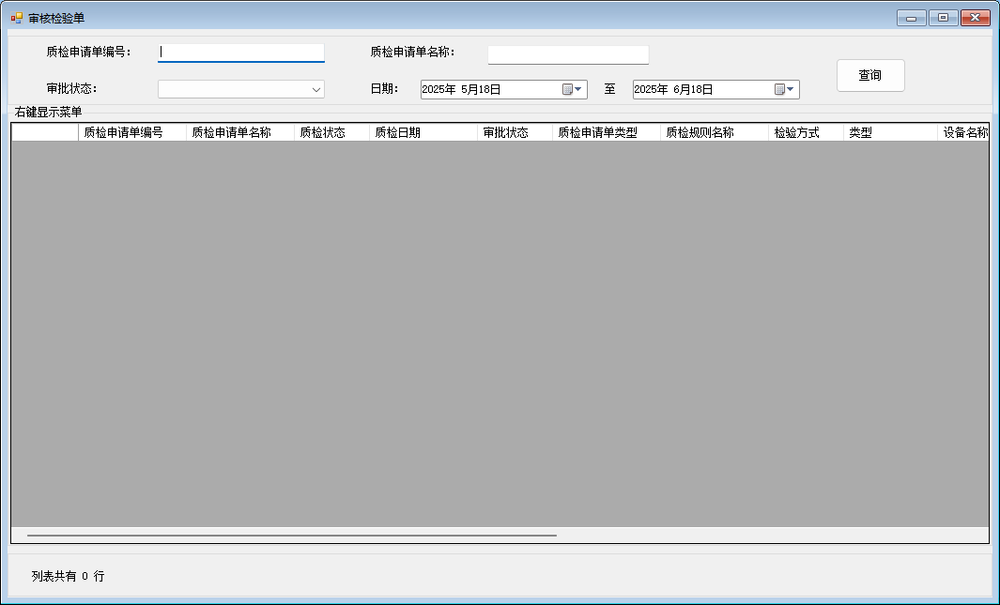 审核检验单
质检申请单编号: 质检申请单名称:
查询
审批状态: 日期: 2025年 5月18日 至 2025年 6月18日
右键显示菜单
质检申请单编号 质检申请单名称 质检状态 质检日期 审批状态 质检申请单类型 质检规则名称 检验方式 类型 设备名称
列表共有 0 行